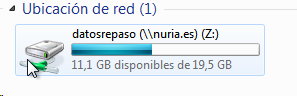 Ubicación de red (1)
datosrepaso (\\nuria.es) (Z:)
11,1 GB disponibles de 19,5 GB